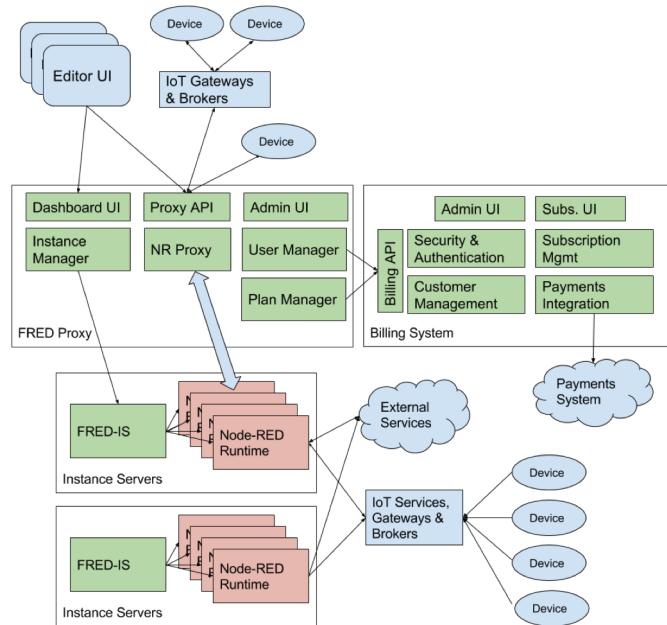 Device
Device
Editor UI
IoT Gateways
& Brokers
Device
Dashboard UI
Proxy API
Admin UI
Instance
Manager
NR Proxy
User Manager
Plan Manager
FRED Proxy
Admin UI
Subs. UI
Billing API
Security &
Authentication
Subscription
Mgmt
Customer
Management
Payments
Integration
Billing System
Payments
System
External
Services
FRED-IS
Node-RED
Runtime
Instance Servers
IoT Services,
Gateways &
Brokers
Device
Device
Device
Device
FRED-IS
Node-RED
Runtime
Instance Servers